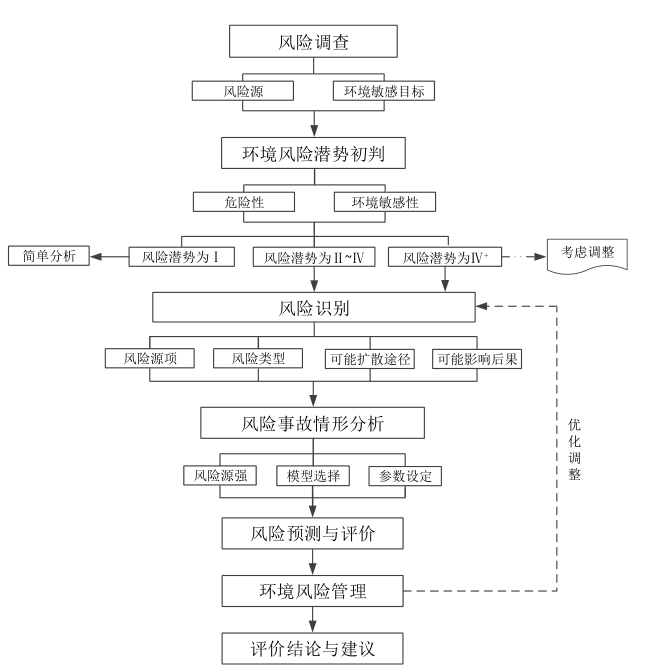 风险调查
风险源
环境敏感目标
环境风险潜势初判
危险性
环境敏感性
简单分析
风险潜势为Ⅰ
风险潜势为Ⅱ~Ⅳ
风险潜势为Ⅳ⁺
考虑调整
风险识别
风险源项
风险类型
可能扩散途径
可能影响后果
风险事故情形分析
优化调整
风险源强
模型选择
参数设定
风险预测与评价
环境风险管理
评价结论与建议